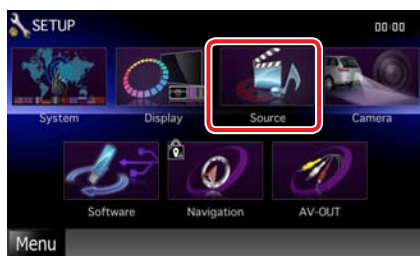 SETUP
00:00
System
Display
Source
Camera
Software
Navigation
AV-OUT
Menu